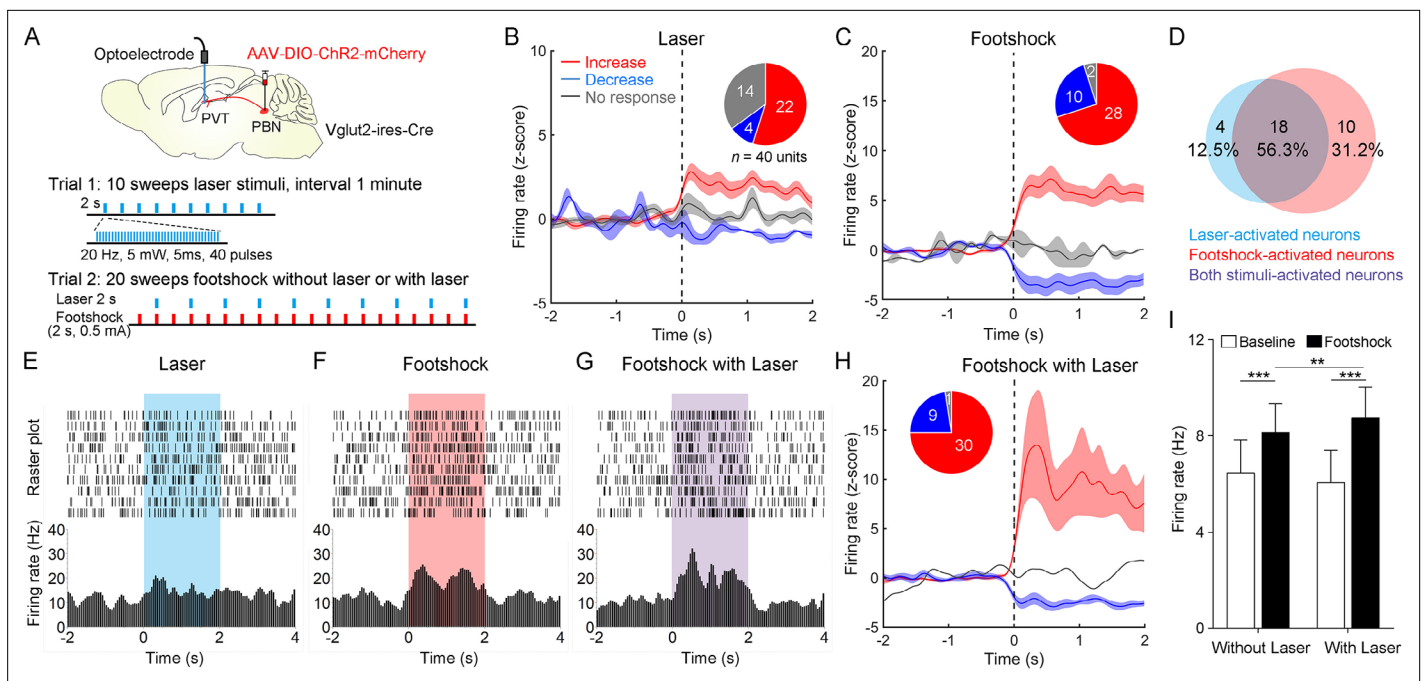 A
Optoelectrode
AAV-DIO-ChR2-mCherry
PVT
PBN
Vglut2-ires-Cre
Trial 1: 10 sweeps laser stimuli, interval 1 minute
2 s
20 Hz, 5 mW, 5ms, 40 pulses
Trial 2: 20 sweeps footshock without laser or with laser
Laser 2 s
Footshock
(2 s, 0.5 mA)
B
Laser
Increase
Decrease
No response
14
22
4
n = 40 units
Firing rate (z-score)
10
5
0
-5
-2
-1
0
1
2
Time (s)
C
Footshock
2
10
28
Firing rate (z-score)
20
15
10
5
0
-5
-2
-1
0
1
2
Time (s)
D
4
18
10
12.5%
56.3%
31.2%
Laser-activated neurons
Footshock-activated neurons
Both stimuli-activated neurons
E
Laser
Raster plot
Firing rate (Hz)
40
30
20
10
0
-2
0
2
4
Time (s)
F
Footshock
40
30
20
10
0
-2
0
2
4
Time (s)
G
Footshock with Laser
40
30
20
10
0
-2
0
2
4
Time (s)
H
Footshock with Laser
1
9
30
Firing rate (z-score)
20
15
10
5
0
-5
-2
-1
0
1
2
Time (s)
I
Baseline
Footshock
**
***
***
Firing rate (Hz)
12
8
4
0
Without Laser
With Laser